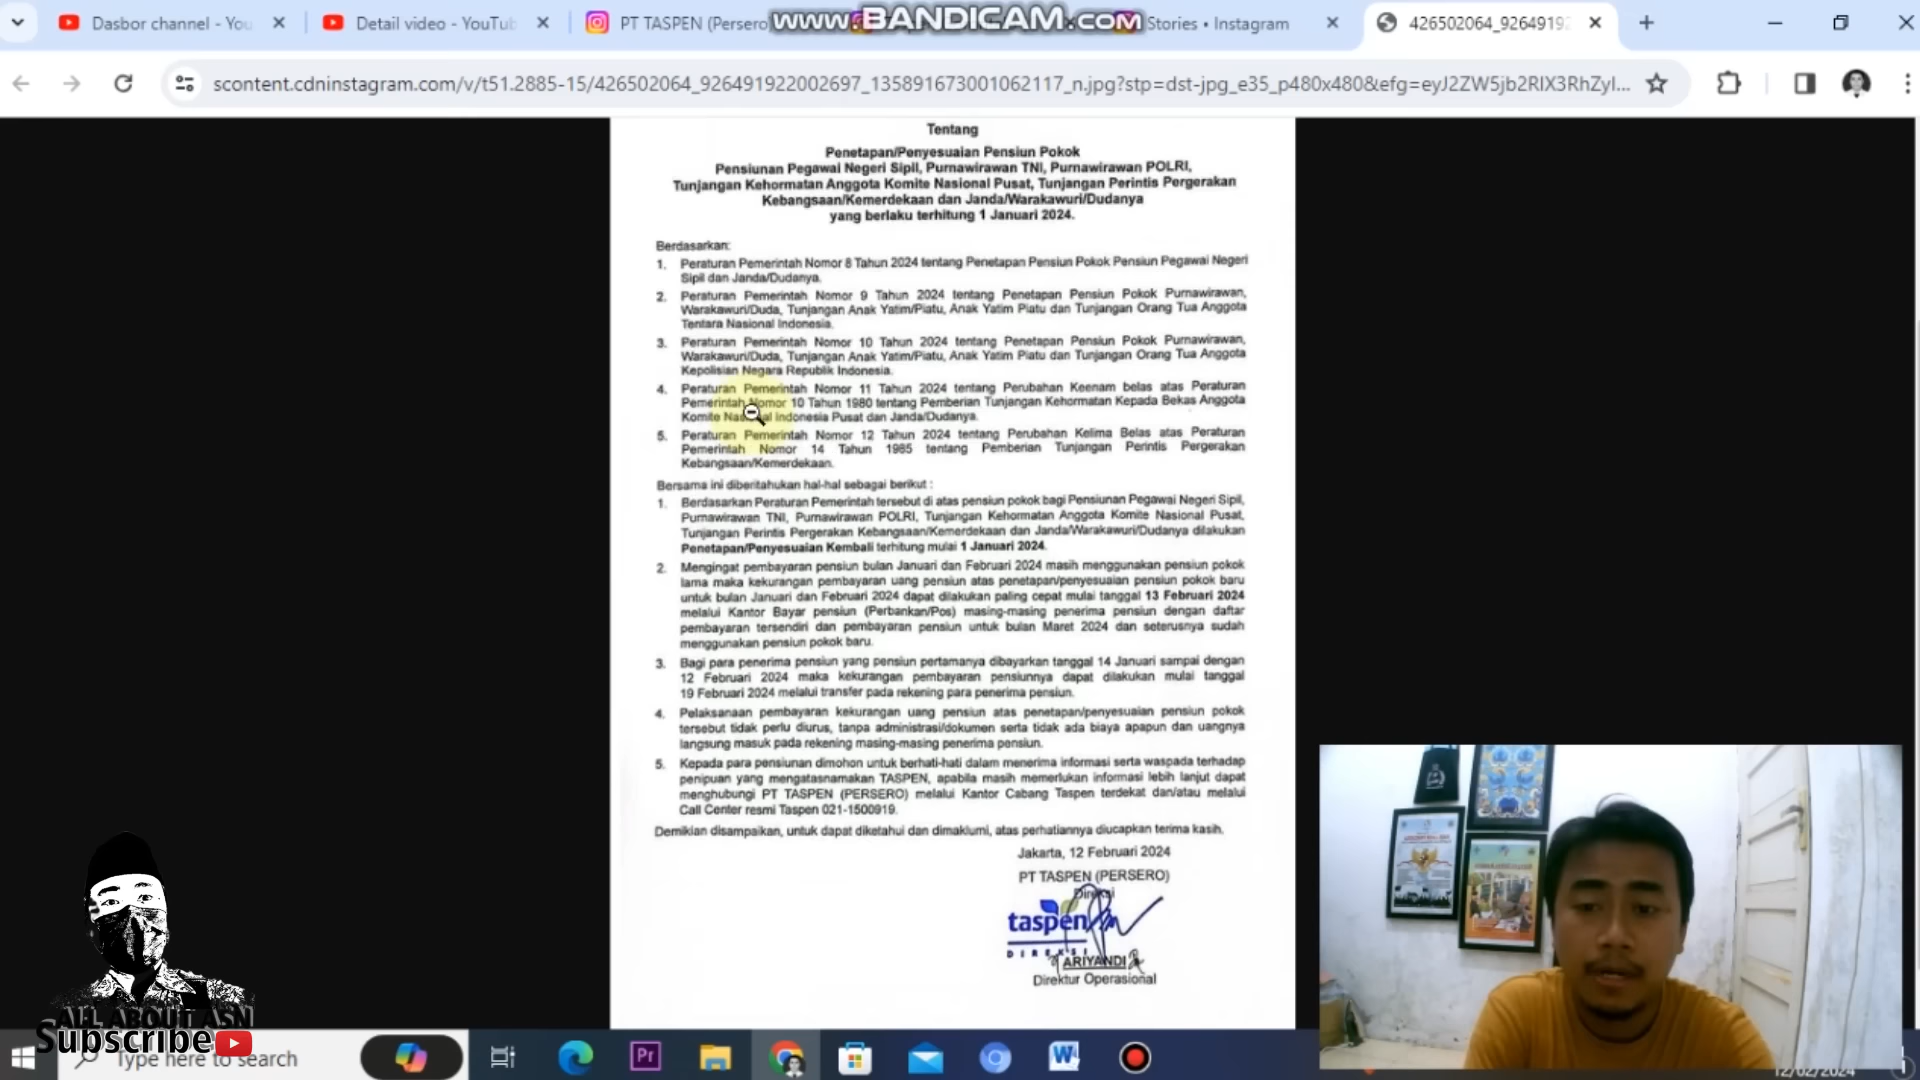 Dasbor channel - You
Detail video - YouTub
PT TASPEN (Persero
www.BANDICAM.com
Stories • Instagram
426502064_92649192
scontent.cdninstagram.com/v/t51.2885-15/426502064_926491922002697_135891673001062117_n.jpg?stp=dst-jpg_e35_p480x480&efg=eyJ2ZW5jb2RlX3RhZyI...
Tentang
Penetapan/Penyesuaian Pensiun Pokok
Pensiunan Pegawai Negeri Sipil, Purnawirawan TNI, Purnawirawan POLRI,
Tunjangan Kehormatan Anggota Komite Nasional Pusat, Tunjangan Perintis Pergerakan
Kebangsaan/Kemerdekaan dan Janda/Warakawuri/Dudanya
yang berlaku terhitung 1 Januari 2024.
Berdasarkan:
1. Peraturan Pemerintah Nomor 8 Tahun 2024 tentang Penetapan Pensiun Pokok Pensiun Pegawai Negeri
Sipil dan Janda/Dudanya.
2. Peraturan Pemerintah Nomor 9 Tahun 2024 tentang Penetapan Pensiun Pokok Purnawirawan,
Warakawuri/Duda, Tunjangan Anak Yatim/Piatu, Anak Yatim Piatu dan Tunjangan Orang Tua Anggota
Tentara Nasional Indonesia.
3. Peraturan Pemerintah Nomor 10 Tahun 2024 tentang Penetapan Pensiun Pokok Purnawirawan,
Warakawuri/Duda, Tunjangan Anak Yatim/Piatu, Anak Yatim Piatu dan Tunjangan Orang Tua Anggota
Kepolisian Negara Republik Indonesia.
4. Peraturan Pemerintah Nomor 11 Tahun 2024 tentang Perubahan Keenam belas atas Peraturan
Pemerintah Nomor 10 Tahun 1980 tentang Pemberian Tunjangan Kehormatan Kepada Bekas Anggota
Komite Nasional Indonesia Pusat dan Janda/Dudanya.
5. Peraturan Pemerintah Nomor 12 Tahun 2024 tentang Perubahan Kelima Belas atas Peraturan
Pemerintah Nomor 14 Tahun 1985 tentang Pemberian Tunjangan Perintis Pergerakan
Kebangsaan/Kemerdekaan.
Bersama ini diberitahukan hal-hal sebagai berikut :
1. Berdasarkan Peraturan Pemerintah tersebut di atas pensiun pokok bagi Pensiunan Pegawai Negeri Sipil,
Purnawirawan TNI, Purnawirawan POLRI, Tunjangan Kehormatan Anggota Komite Nasional Pusat,
Tunjangan Perintis Pergerakan Kebangsaan/Kemerdekaan dan Janda/Warakawuri/Dudanya dilakukan
Penetapan/Penyesuaian Kembali terhitung mulai 1 Januari 2024.
2. Mengingat pembayaran pensiun bulan Januari dan Februari 2024 masih menggunakan pensiun pokok
lama maka kekurangan pembayaran uang pensiun atas penetapan/penyesuaian pensiun pokok baru
untuk bulan Januari dan Februari 2024 dapat dilakukan paling cepat mulai tanggal 13 Februari 2024
melalui Kantor Bayar pensiun (Perbankan/Pos) masing-masing penerima pensiun dengan daftar
pembayaran tersendiri dan pembayaran pensiun untuk bulan Maret 2024 dan seterusnya sudah
menggunakan pensiun pokok baru.
3. Bagi para penerima pensiun yang pensiun pertamanya dibayarkan tanggal 14 Januari sampai dengan
12 Februari 2024 maka kekurangan pembayaran pensiunnya dapat dilakukan mulai tanggal
19 Februari 2024 melalui transfer pada rekening para penerima pensiun.
4. Pelaksanaan pembayaran kekurangan uang pensiun atas penetapan/penyesuaian pensiun pokok
tersebut tidak perlu diurus, tanpa administrasi/dokumen serta tidak ada biaya apapun dan uangnya
langsung masuk pada rekening masing-masing penerima pensiun.
5. Kepada para pensiunan dimohon untuk berhati-hati dalam menerima informasi serta waspada terhadap
penipuan yang mengatasnamakan TASPEN, apabila masih memerlukan informasi lebih lanjut dapat
menghubungi PT TASPEN (PERSERO) melalui Kantor Cabang Taspen terdekat dan/atau melalui
Call Center resmi Taspen 021-1500919.
Demikian disampaikan, untuk dapat diketahui dan dimaklumi, atas perhatiannya diucapkan terima kasih.
Jakarta, 12 Februari 2024
PT TASPEN (PERSERO)
Direksi
taspen
DIREKSI
ARIYANDI
Direktur Operasional
ALL ABOUT ASN
Subscribe
Type here to search
Pr
W
12/02/2024